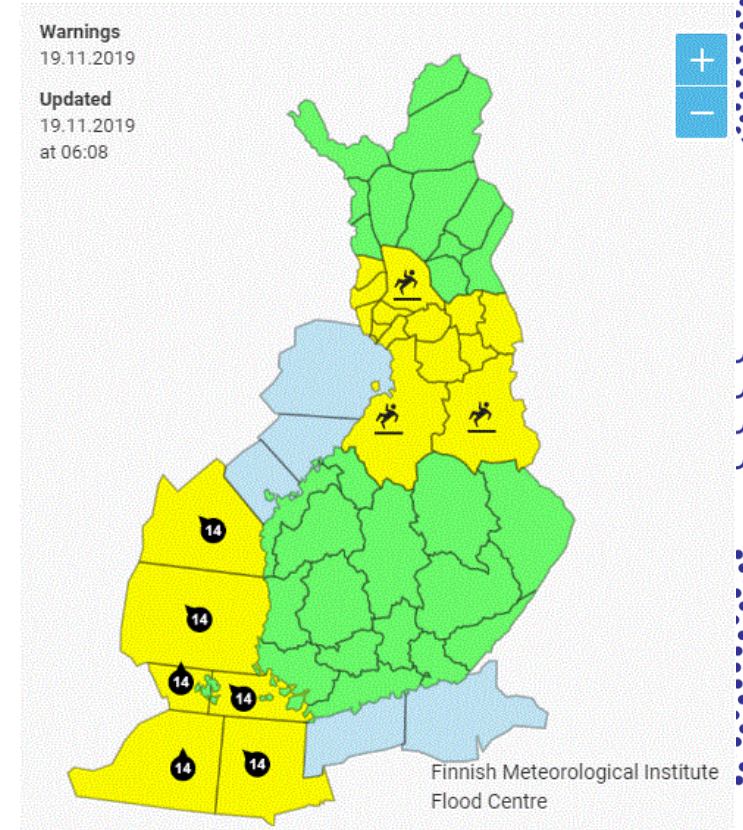 Warnings
19.11.2019
Updated
19.11.2019
at 06:08
+
−
14
14
14
14
14
14
Finnish Meteorological Institute
Flood Centre